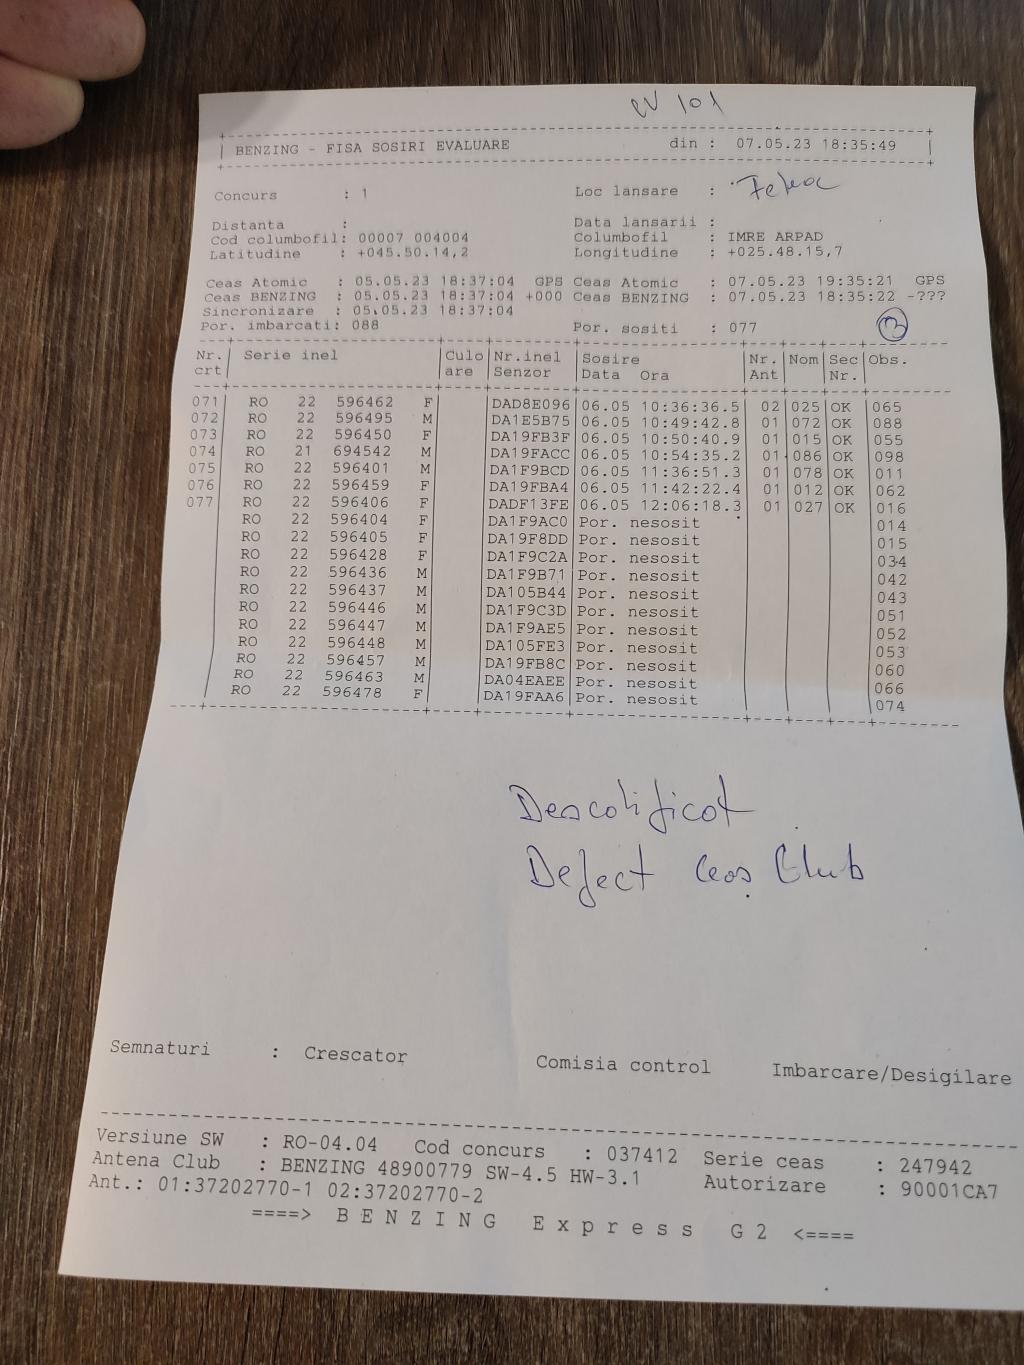 CV 101
BENZING - FISA SOSIRI EVALUARE din : 07.05.23 18:35:49
Concurs : 1 Loc lansare :
Distanta : Data lansarii :
Cod columbofil: 00007 004004 Columbofil : IMRE ARPAD
Latitudine : +045.50.14,2 Longitudine : +025.48.15,7
Ceas Atomic : 05.05.23 18:37:04 GPS Ceas Atomic : 07.05.23 19:35:21 GPS
Ceas BENZING : 05.05.23 18:37:04 +000 Ceas BENZING : 07.05.23 18:35:22 -???
Sincronizare : 05.05.23 18:37:04
Por. imbarcati: 088 Por. sositi : 077
Nr. Serie inel Culo Nr.inel Sosire Nr. Nom Sec Obs.
crt are Senzor Data Ora Ant Nr.
071 RO 22 596462 F DAD8E096 06.05 10:36:36.5 02 025 OK 065
072 RO 22 596495 M DA1E5B75 06.05 10:49:42.8 01 072 OK 088
073 RO 22 596450 F DA19FB3F 06.05 10:50:40.9 01 015 OK 055
074 RO 21 694542 M DA19FACC 06.05 10:54:35.2 01 086 OK 098
075 RO 22 596401 M DA1F9BCD 06.05 11:36:51.3 01 078 OK 011
076 RO 22 596459 F DA19FBA4 06.05 11:42:22.4 01 012 OK 062
077 RO 22 596406 F DADF13FE 06.05 12:06:18.3 01 027 OK 016
RO 22 596404 F DA1F9AC0 Por. nesosit 014
RO 22 596405 F DA19F8DD Por. nesosit 015
RO 22 596428 F DA1F9C2A Por. nesosit 034
RO 22 596436 M DA1F9B71 Por. nesosit 042
RO 22 596437 M DA105B44 Por. nesosit 043
RO 22 596446 M DA1F9C3D Por. nesosit 051
RO 22 596447 M DA1F9AE5 Por. nesosit 052
RO 22 596448 M DA105FE3 Por. nesosit 053
RO 22 596457 M DA19FB8C Por. nesosit 060
RO 22 596463 M DA04EAEE Por. nesosit 066
RO 22 596478 F DA19FAA6 Por. nesosit 074
Descalificat
Defect Ceas Club
Semnaturi : Crescator Comisia control Imbarcare/Desigilare
Versiune SW : RO-04.04 Cod concurs : 037412 Serie ceas : 247942
Antena Club : BENZING 48900779 SW-4.5 HW-3.1 Autorizare : 90001CA7
Ant.: 01:37202770-1 02:37202770-2
====> B E N Z I N G E x p r e s s G 2 <====